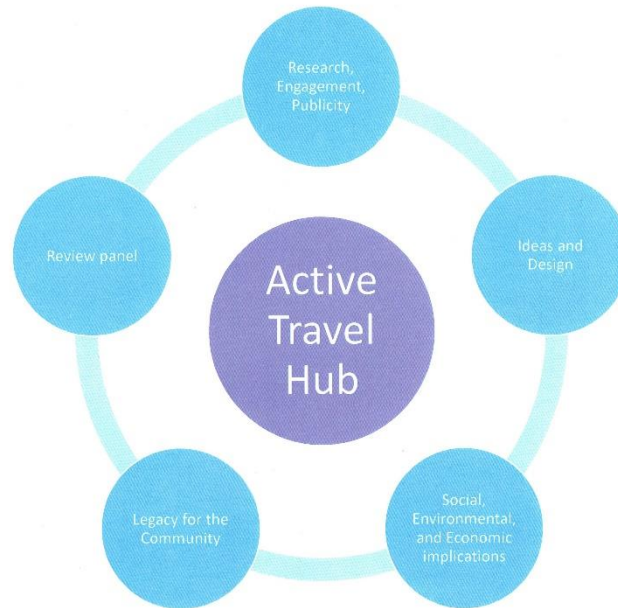 Research,
Engagement,
Publicity
Ideas and
Design
Social,
Environmental,
and Economic
implications
Legacy for the
Community
Review panel
Active
Travel
Hub